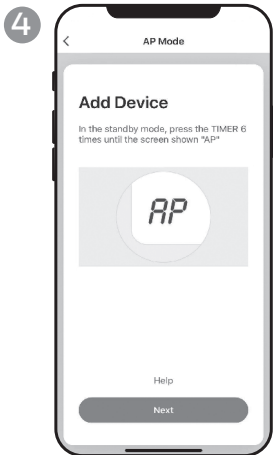 4
AP Mode
Add Device
In the standby mode, press the TIMER 6
times until the screen shown "AP"
AP
Help
Next